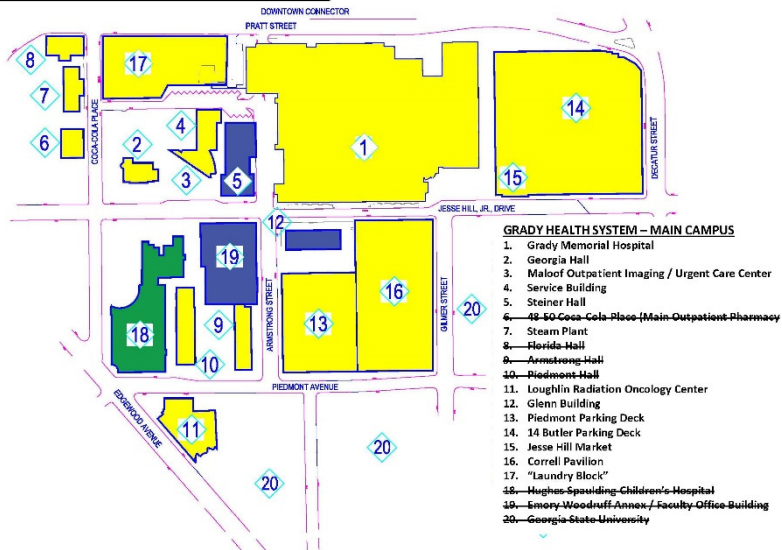 DOWNTOWN CONNECTOR
PRATT STREET
8
17
7
4
14
COCA-COLA PLACE
6
2
1
DECATUR STREET
3
5
15
JESSE HILL, JR., DRIVE
12
19
ARMSTRONG STREET
GILMER STREET
16
20
18
9
13
10
PIEDMONT AVENUE
EDGEWOOD AVENUE
11
20
20
GRADY HEALTH SYSTEM – MAIN CAMPUS
1. Grady Memorial Hospital
2. Georgia Hall
3. Maloof Outpatient Imaging / Urgent Care Center
4. Service Building
5. Steiner Hall
6. 48-50 Coca-Cola Place (Main Outpatient Pharmacy
7. Steam Plant
8. Florida Hall
9. Armstrong Hall
10. Piedmont Hall
11. Loughlin Radiation Oncology Center
12. Glenn Building
13. Piedmont Parking Deck
14. 14 Butler Parking Deck
15. Jesse Hill Market
16. Correll Pavilion
17. “Laundry Block”
18. Hughes Spaulding Children’s Hospital
19. Emory Woodruff Annex / Faculty Office Building
20. Georgia State University